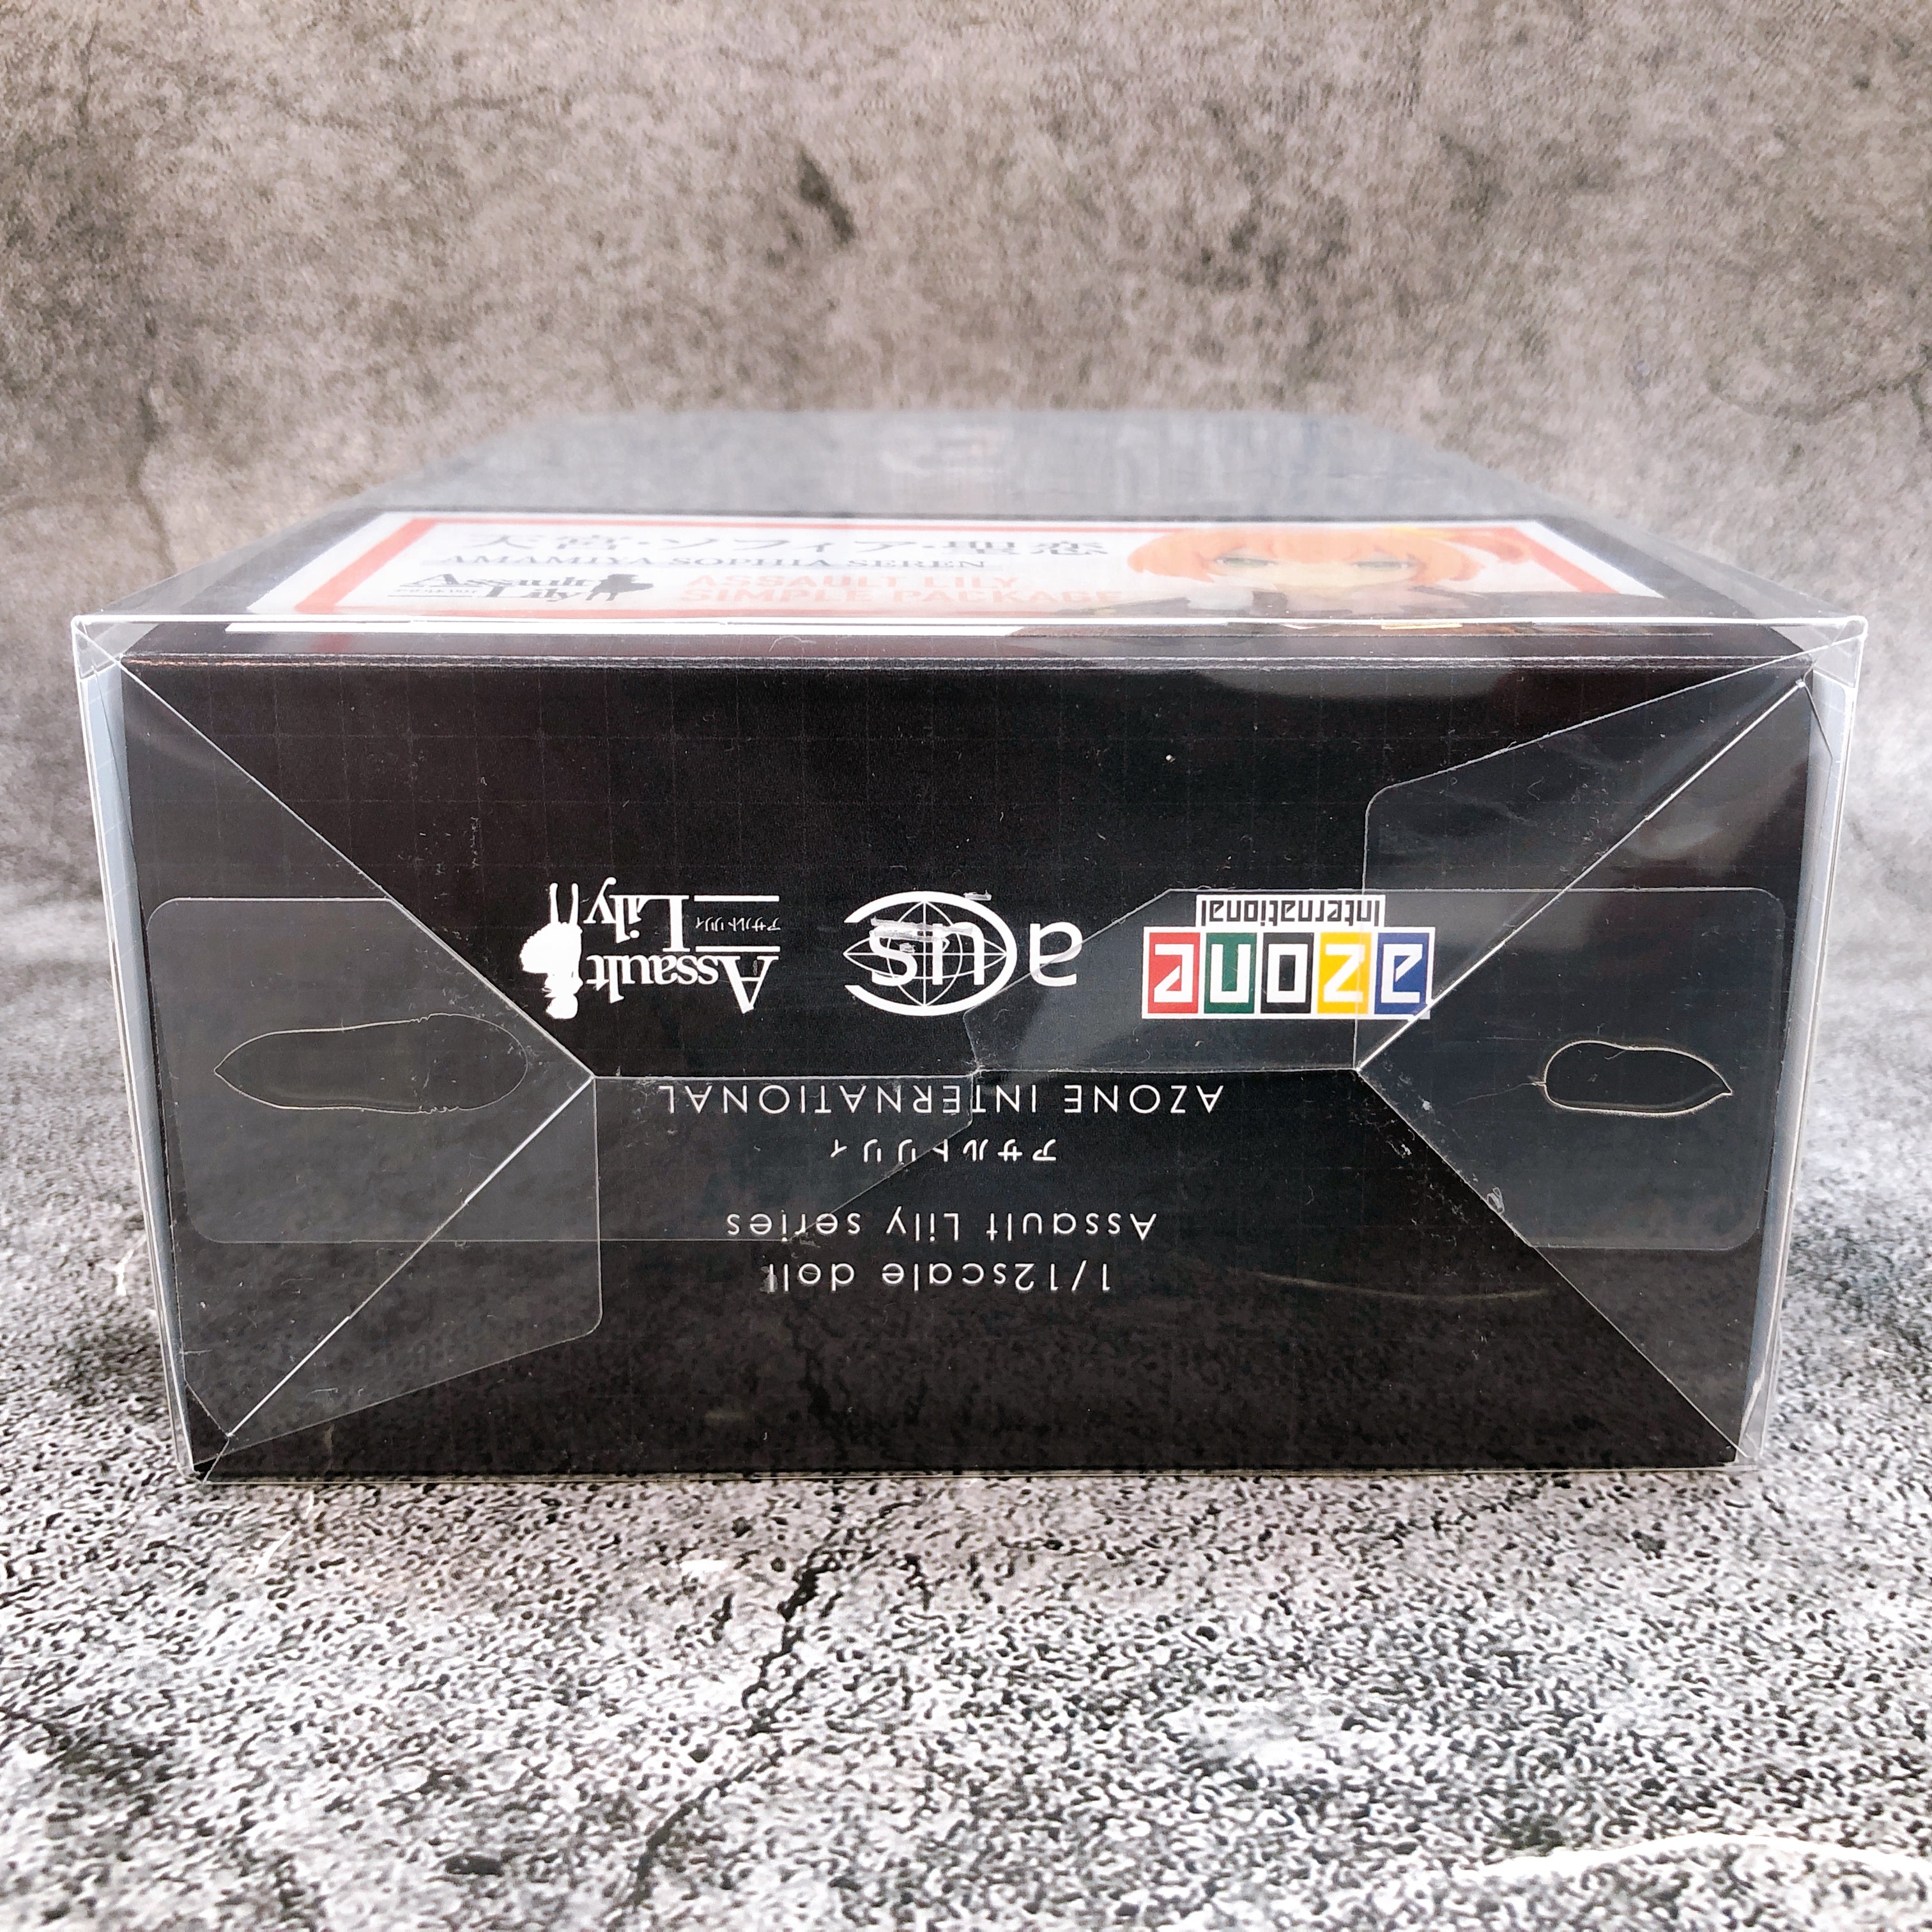 天宮・ソフィア・聖恋
AMAMIYA SOPHIA SEREN
Assault
Lily
ASSAULT LILY
SIMPLE PACKAGE
1/12scale doll
Assault Lily series
アサルトリリィ
AZONE INTERNATIONAL
azone
International
acus
Assault
アサルトリリィ
Lily